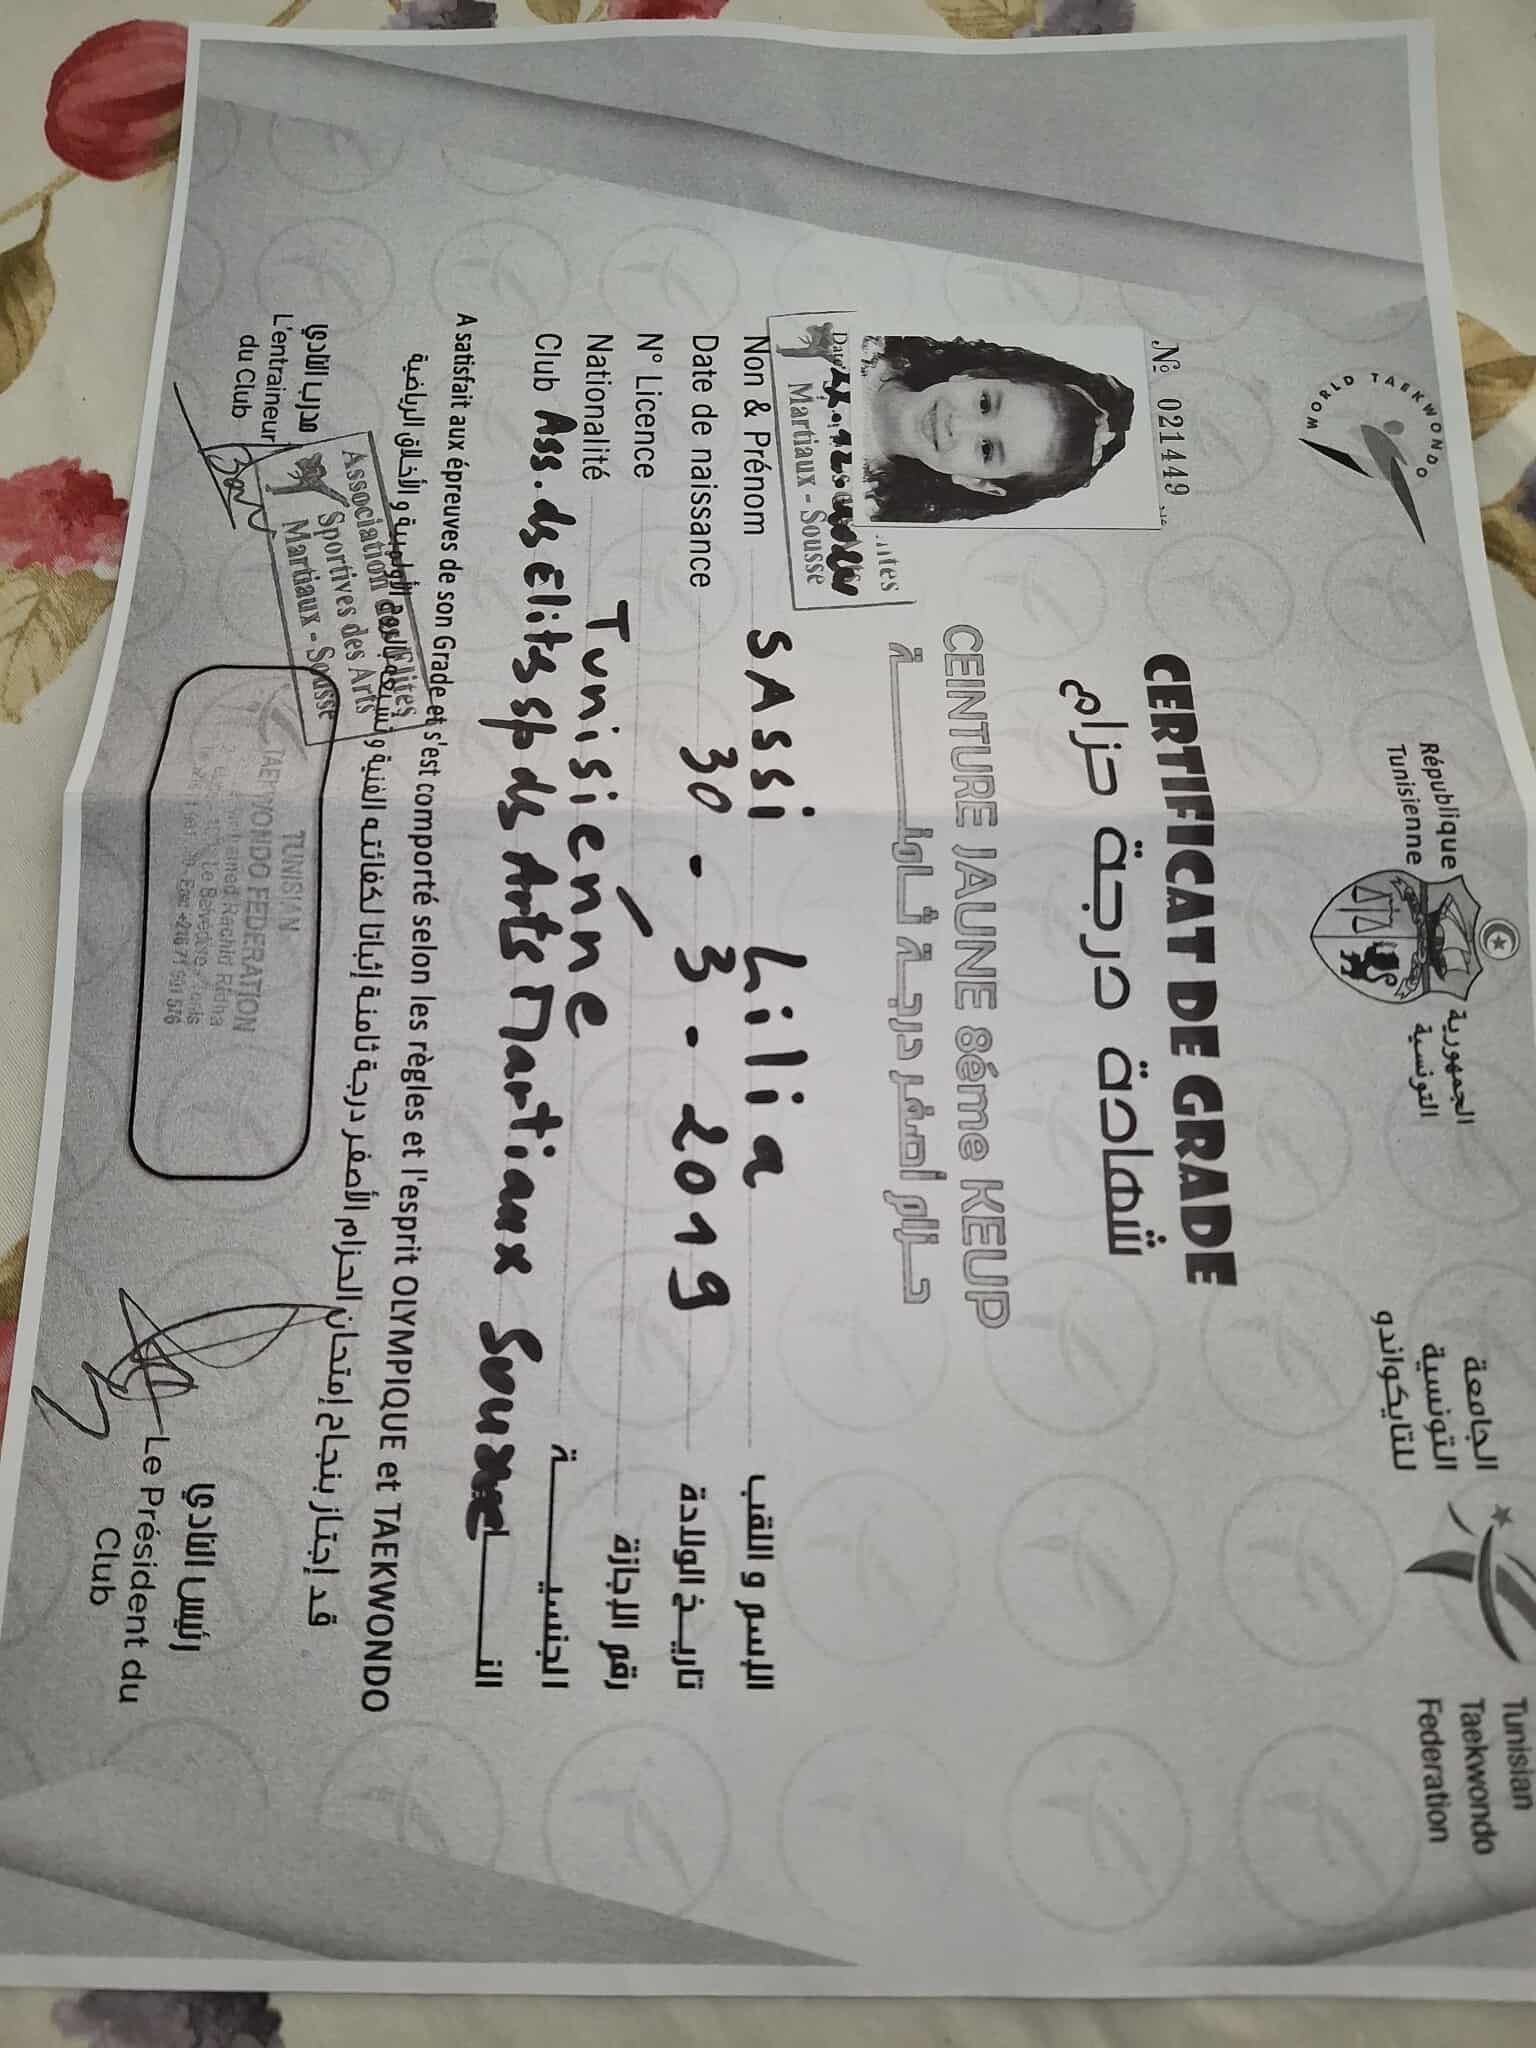 WORLD TAEKWONDO
République
Tunisienne
الجمهورية
التونسية
الجامعة
التونسية
للتايكواندو
Tunisian
Taekwondo
Federation
№ 021449
CERTIFICAT DE GRADE
شهادة درجة حزام
CEINTURE JAUNE 8éme KEUP
حزام أصفر درجة ثامنة
Martiaux - Sousse
Non & Prénom SAssi Lilia الإسم و اللقب
Date de naissance 30 - 3 - 2019 تاريخ الولادة
N° Licence رقم الإجازة
Nationalité Tunisienne الجنسية
Club Ass. ds Elites sp ds Arts Martiaux Sousse
A satisfait aux épreuves de son Grade et s'est comporté selon les règles et l'esprit OLYMPIQUE et TAEKWONDO
قد إجتاز بنجاح إمتحان الحزام الأصفر درجة ثامنة إثباتا لكفائته الفنية و
و الأخلاق الرياضية
Association des Elites
Sportives des Arts
Martiaux - Sousse
مدرب النادي
L'entraineur
du Club
TUNISIAN
TAEKWONDO FEDERATION
رئيس النادي
Le Président du
Club